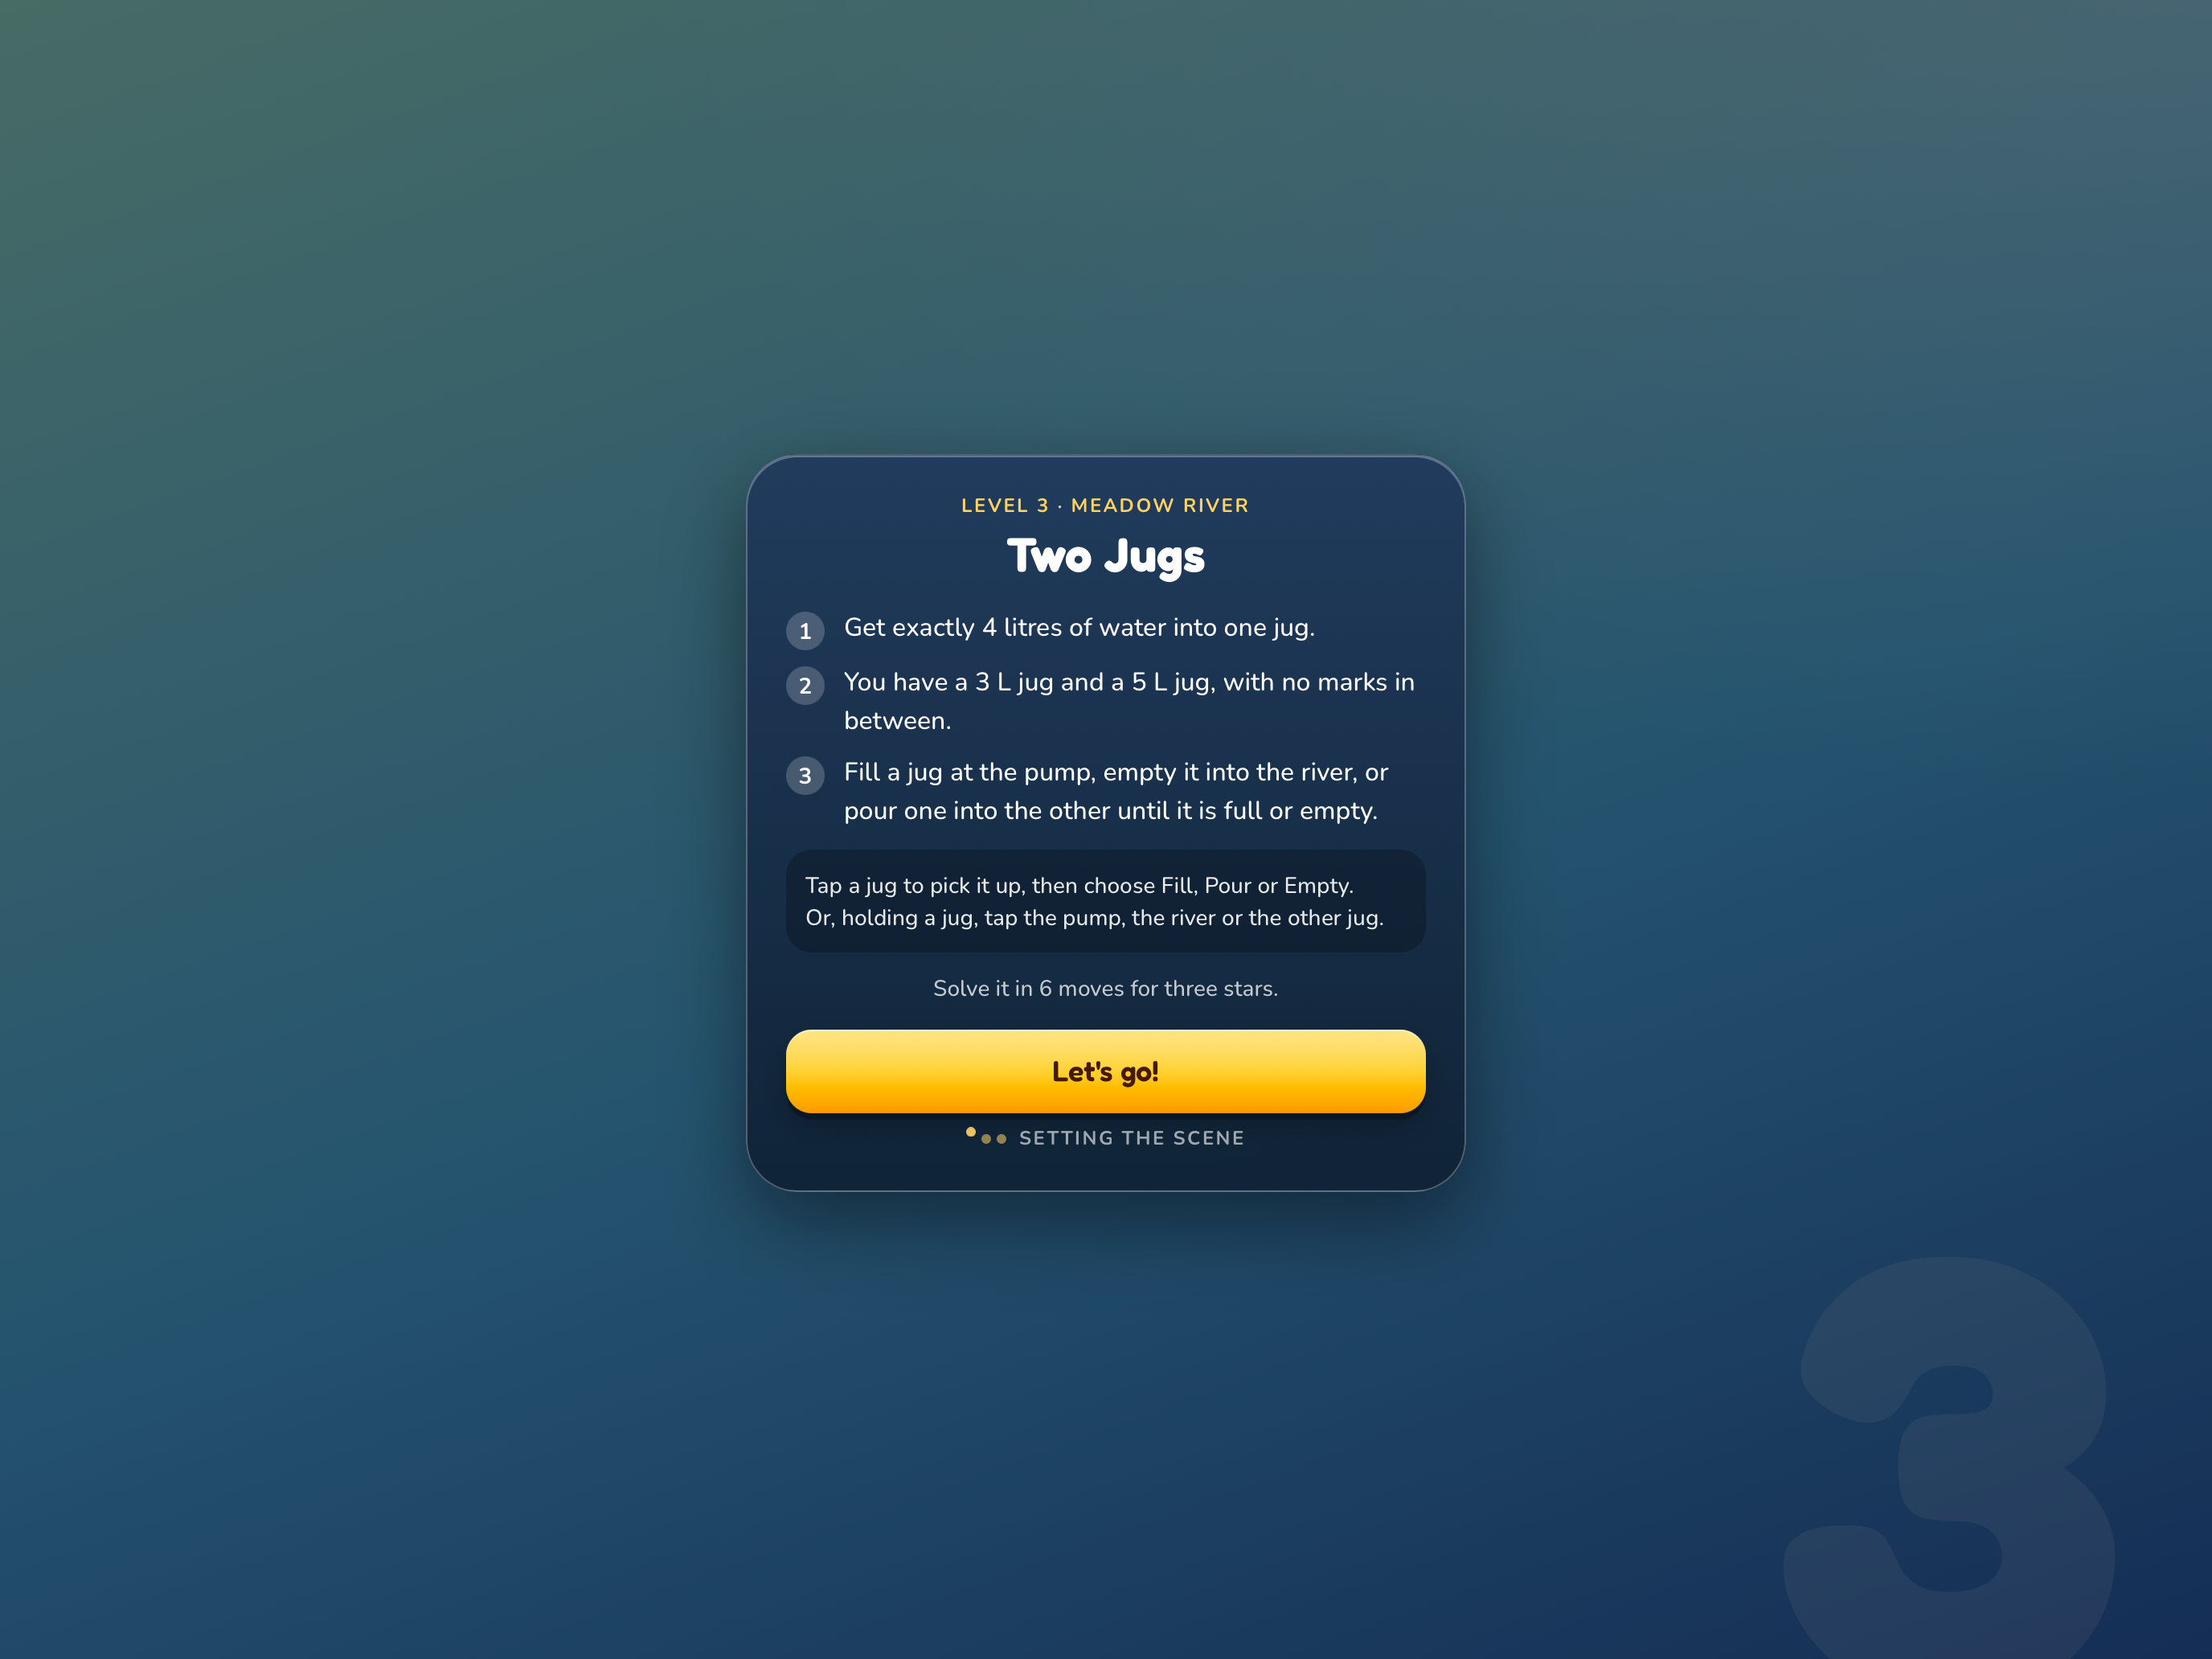 LEVEL 3 · MEADOW RIVER
Two Jugs
1 Get exactly 4 litres of water into one jug.
2 You have a 3 L jug and a 5 L jug, with no marks in
between.
3 Fill a jug at the pump, empty it into the river, or
pour one into the other until it is full or empty.
Tap a jug to pick it up, then choose Fill, Pour or Empty.
Or, holding a jug, tap the pump, the river or the other jug.
Solve it in 6 moves for three stars.
Let's go!
SETTING THE SCENE
3